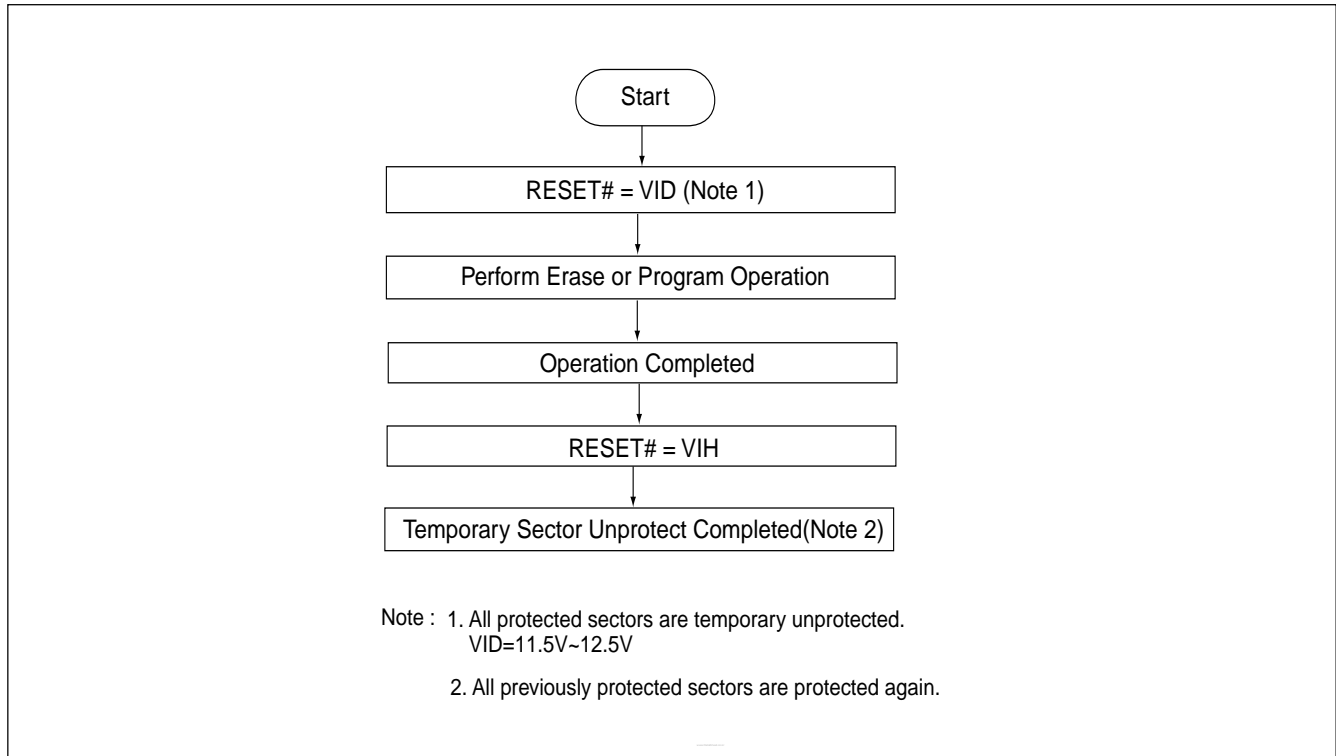 Start
RESET# = VID (Note 1)
Perform Erase or Program Operation
Operation Completed
RESET# = VIH
Temporary Sector Unprotect Completed(Note 2)
Note : 1. All protected sectors are temporary unprotected.
VID=11.5V~12.5V
2. All previously protected sectors are protected again.